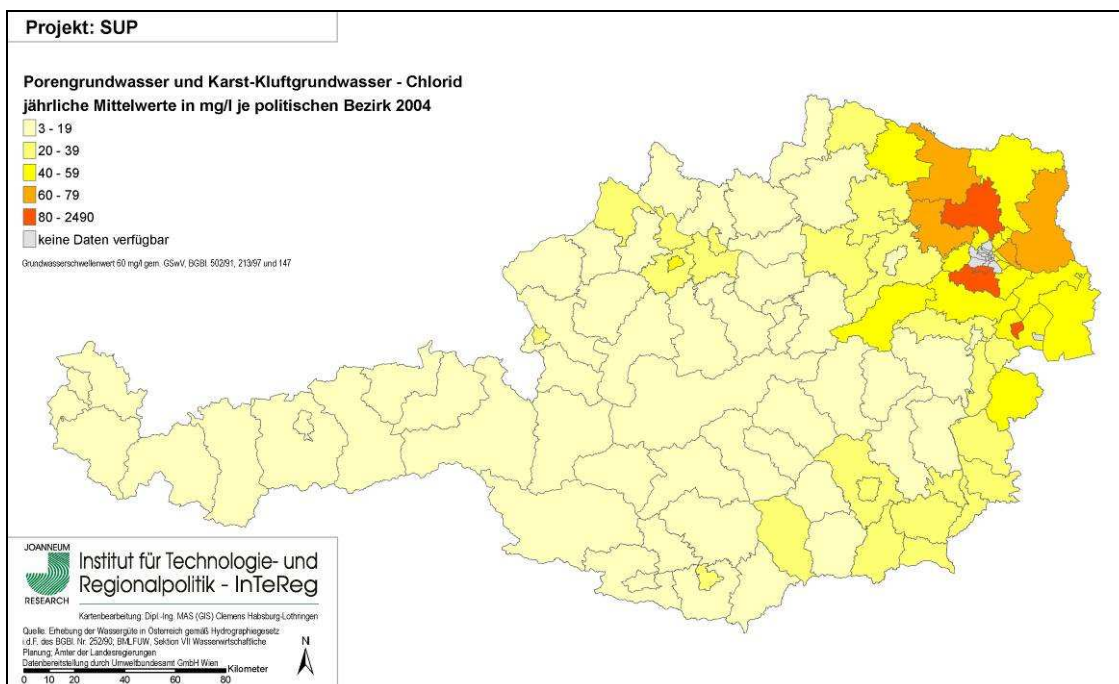 Projekt: SUP
Porengrundwasser und Karst-Kluftgrundwasser - Chlorid
jährliche Mittelwerte in mg/l je politischen Bezirk 2004
3 - 19
20 - 39
40 - 59
60 - 79
80 - 2490
keine Daten verfügbar
Grundwasserschwellenwert 60 mg/l gem. GSwV, BGBl. 502/91, 213/97 und 147
JOANNEUM
RESEARCH
Institut für Technologie- und
Regionalpolitik - InTeReg
Kartenbearbeitung: Dipl.-Ing. MAS (GIS) Clemens Habsburg-Lothringen
Quelle: Erhebung der Wassergüte in Österreich gemäß Hydrographiegesetz
i.d.F. des BGBl. Nr. 252/90; BMLFUW, Sektion VII Wasserwirtschaftliche
Planung; Ämter der Landesregierungen
Datenbereitstellung durch Umweltbundesamt GmbH Wien
Kilometer
0 10 20 40 60 80
N